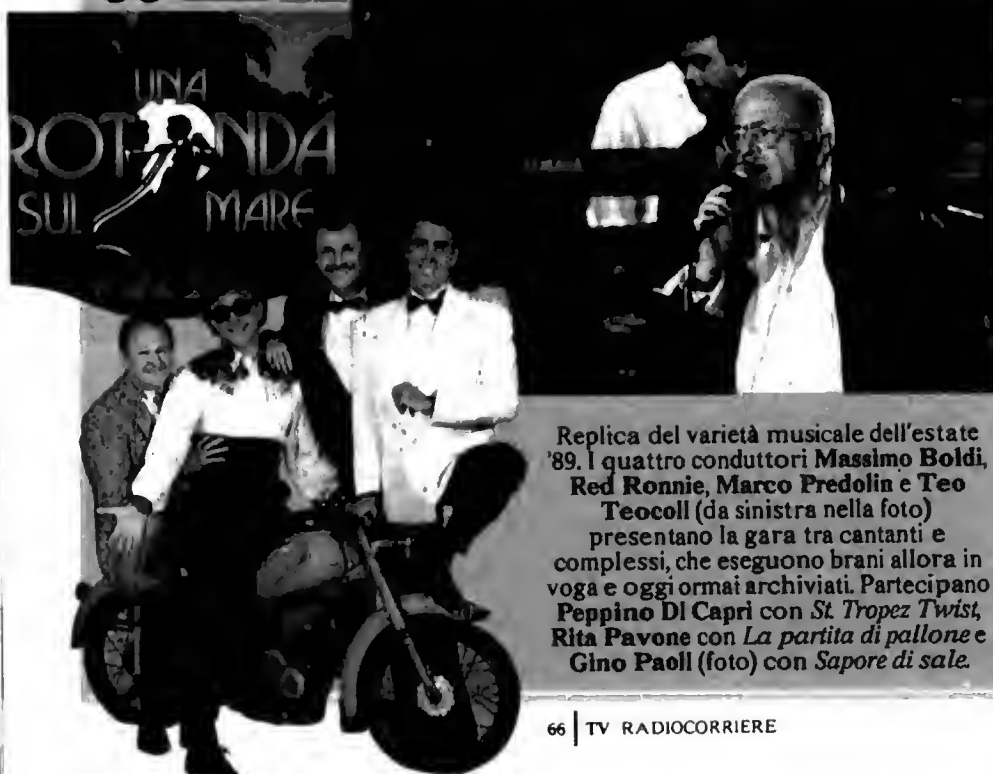 UNA
ROTONDA
SUL MARE
Replica del varietà musicale dell'estate
'89. I quattro conduttori Massimo Boldi,
Red Ronnie, Marco Predolin e Teo
Teocoll (da sinistra nella foto)
presentano la gara tra cantanti e
complessi, che eseguono brani allora in
voga e oggi ormai archiviati. Partecipano
Peppino Di Capri con St. Tropez Twist,
Rita Pavone con La partita di pallone e
Gino Paoli (foto) con Sapore di sale.
66 | TV RADIOCORRIERE